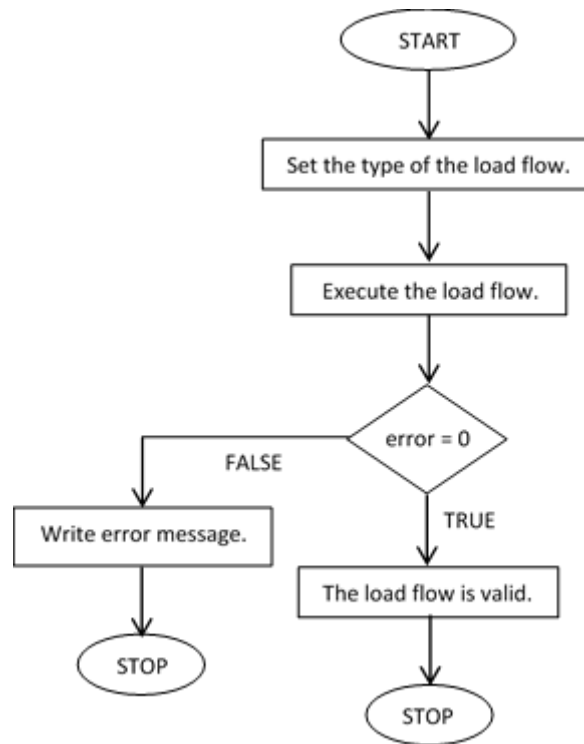 START
Set the type of the load flow.
Execute the load flow.
error = 0
FALSE
TRUE
Write error message.
The load flow is valid.
STOP
STOP